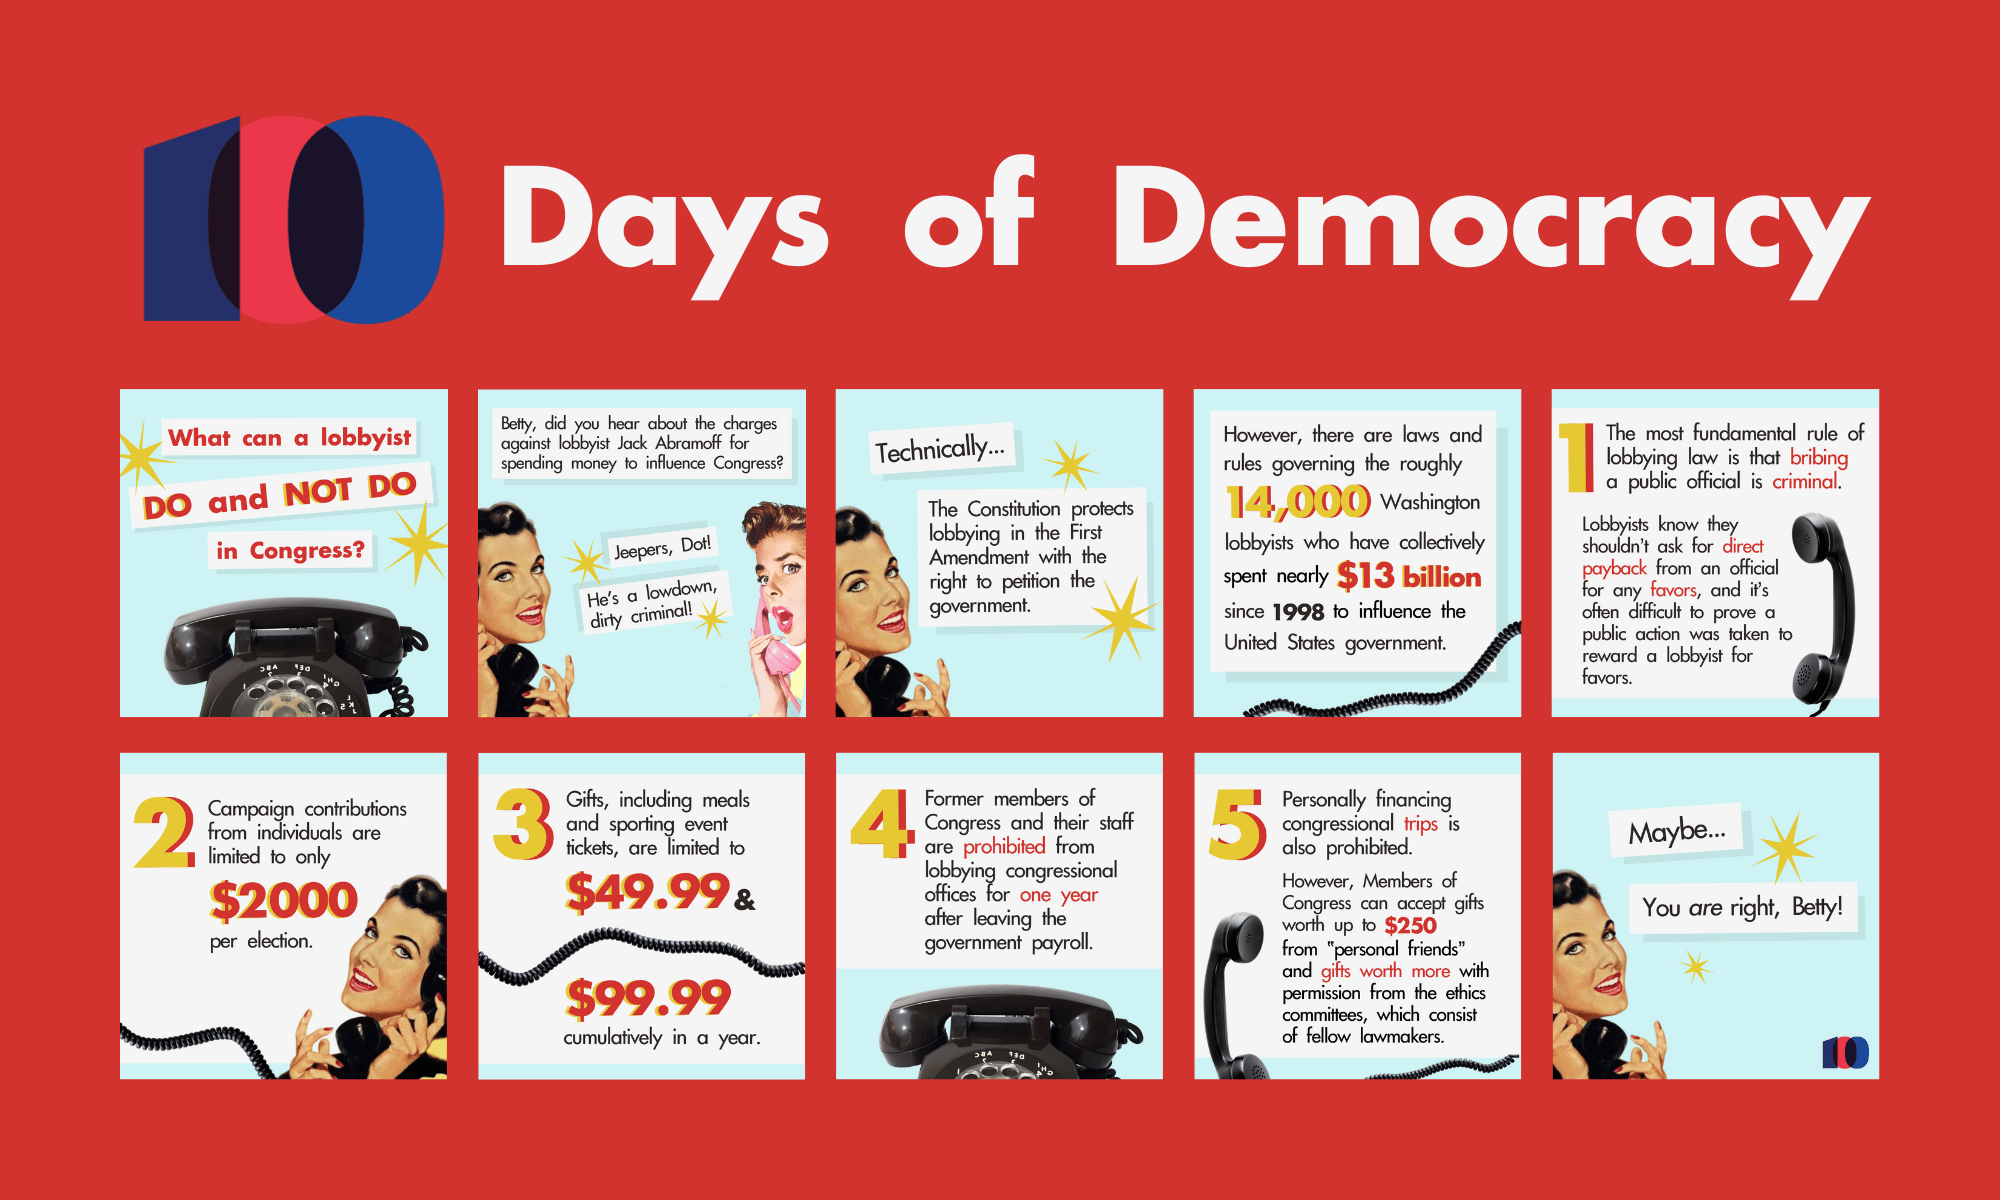 10 Days of Democracy
What can a lobbyist
DO and NOT DO
in Congress?
Betty, did you hear about the charges
against lobbyist Jack Abramoff for
spending money to influence Congress?
Jeepers, Dot!
He's a lowdown,
dirty criminal!
Technically...
The Constitution protects
lobbying in the First
Amendment with the
right to petition the
government.
However, there are laws and
rules governing the roughly
14,000 Washington
lobbyists who have collectively
spent nearly $13 billion
since 1998 to influence the
United States government.
1 The most fundamental rule of
lobbying law is that bribing
a public official is criminal.
Lobbyists know they
shouldn't ask for direct
payback from an official
for any favors, and it's
often difficult to prove a
public action was taken to
reward a lobbyist for
favors.
2 Campaign contributions
from individuals are
limited to only
$2000
per election.
3 Gifts, including meals
and sporting event
tickets, are limited to
$49.99 &
$99.99
cumulatively in a year.
4 Former members of
Congress and their staff
are prohibited from
lobbying congressional
offices for one year
after leaving the
government payroll.
5 Personally financing
congressional trips is
also prohibited.
However, Members of
Congress can accept gifts
worth up to $250
from "personal friends"
and gifts worth more with
permission from the ethics
committees, which consist
of fellow lawmakers.
Maybe...
You are right, Betty!
10